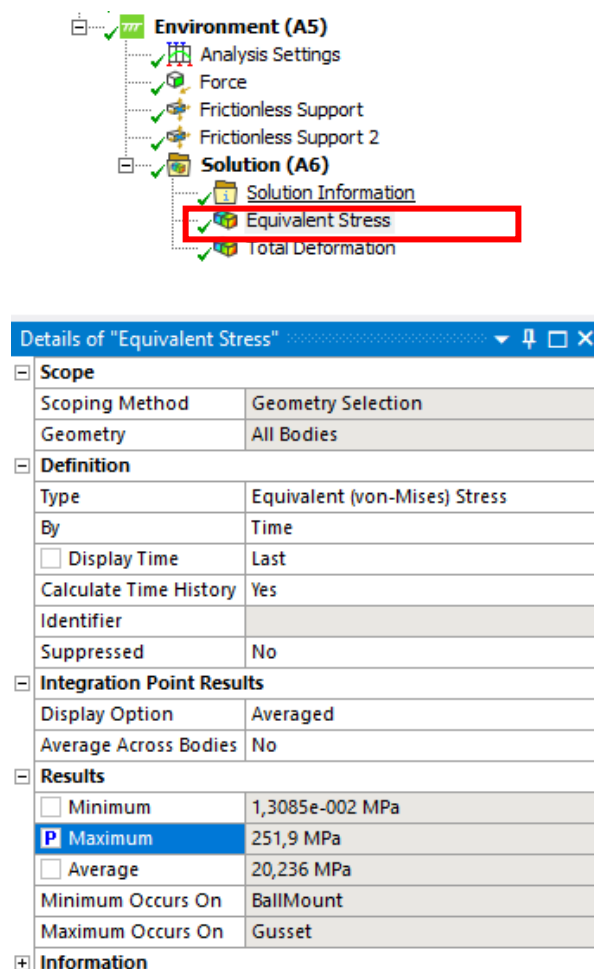 Environment (A5)
Analysis Settings
Force
Frictionless Support
Frictionless Support 2
Solution (A6)
Solution Information
Equivalent Stress
Total Deformation
Details of "Equivalent Stress"
Scope
Scoping Method Geometry Selection
Geometry All Bodies
Definition
Type Equivalent (von-Mises) Stress
By Time
Display Time Last
Calculate Time History Yes
Identifier
Suppressed No
Integration Point Results
Display Option Averaged
Average Across Bodies No
Results
Minimum 1,3085e-002 MPa
P Maximum 251,9 MPa
Average 20,236 MPa
Minimum Occurs On BallMount
Maximum Occurs On Gusset
Information